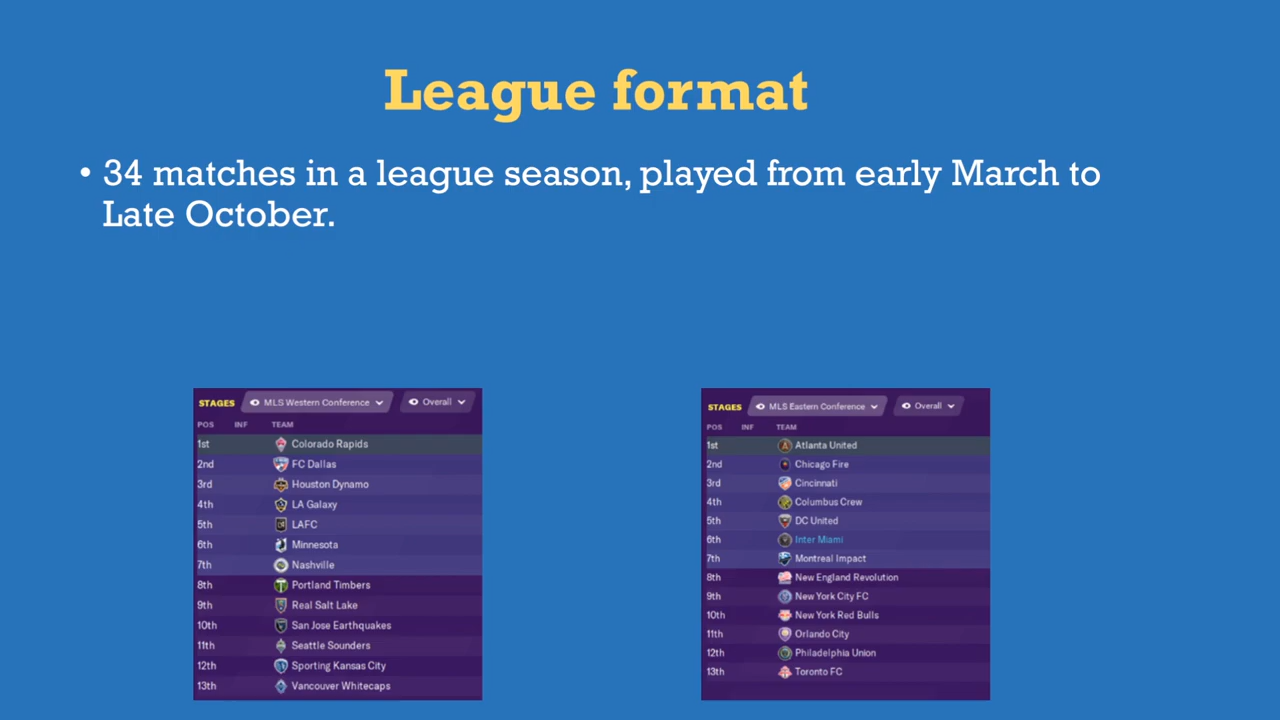 League format
• 34 matches in a league season, played from early March to
Late October.
STAGES MLS Western Conference Overall
POS INF TEAM
1st Colorado Rapids
2nd FC Dallas
3rd Houston Dynamo
4th LA Galaxy
5th LAFC
6th Minnesota
7th Nashville
8th Portland Timbers
9th Real Salt Lake
10th San Jose Earthquakes
11th Seattle Sounders
12th Sporting Kansas City
13th Vancouver Whitecaps
STAGES MLS Eastern Conference Overall
POS INF TEAM
1st Atlanta United
2nd Chicago Fire
3rd Cincinnati
4th Columbus Crew
5th DC United
6th Inter Miami
7th Montreal Impact
8th New England Revolution
9th New York City FC
10th New York Red Bulls
11th Orlando City
12th Philadelphia Union
13th Toronto FC